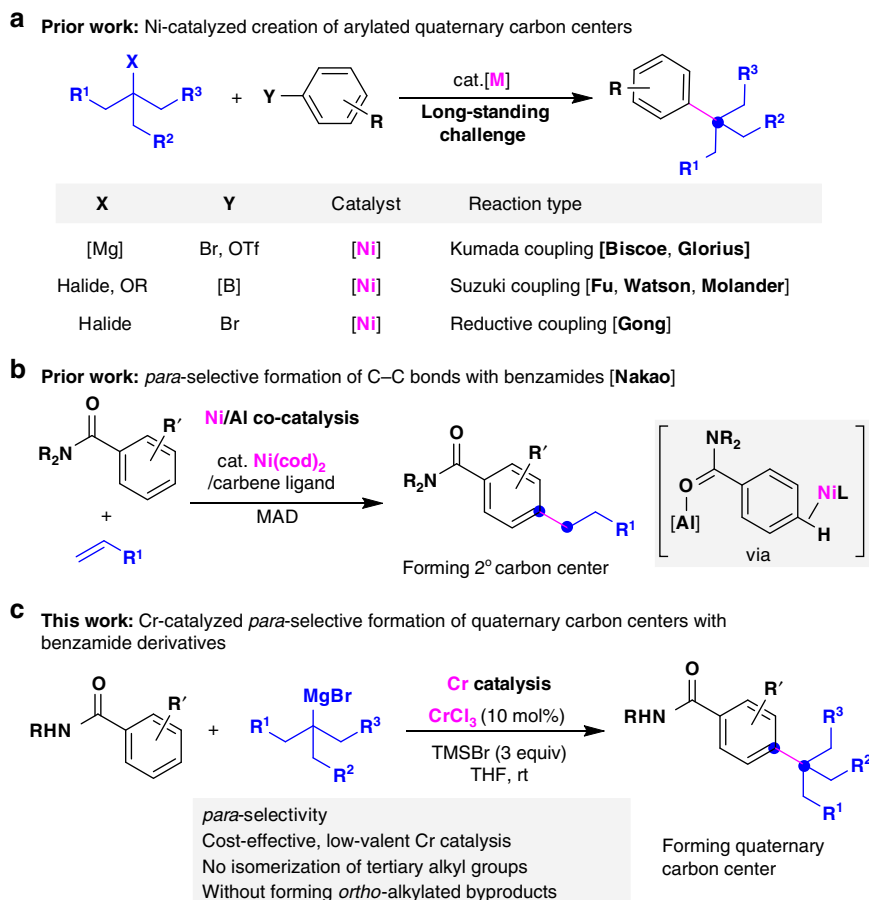 a Prior work: Ni-catalyzed creation of arylated quaternary carbon centers
X
R¹
R³
R²
+
Y
R
cat.[M]
Long-standing
challenge
R
R³
R²
R¹
X Y Catalyst Reaction type
[Mg] Br, OTf [Ni] Kumada coupling [Biscoe, Glorius]
Halide, OR [B] [Ni] Suzuki coupling [Fu, Watson, Molander]
Halide Br [Ni] Reductive coupling [Gong]
b Prior work: para-selective formation of C–C bonds with benzamides [Nakao]
O
R₂N
R′
+
R¹
Ni/Al co-catalysis
cat. Ni(cod)₂
/carbene ligand
MAD
O
R₂N
R′
R¹
Forming 2° carbon center
NR₂
O
[Al]
NiL
H
via
c This work: Cr-catalyzed para-selective formation of quaternary carbon centers with
benzamide derivatives
O
RHN
R′
+
MgBr
R¹
R³
R²
Cr catalysis
CrCl₃ (10 mol%)
TMSBr (3 equiv)
THF, rt
O
RHN
R′
R³
R²
R¹
para-selectivity
Cost-effective, low-valent Cr catalysis
No isomerization of tertiary alkyl groups
Without forming ortho-alkylated byproducts
Forming quaternary
carbon center